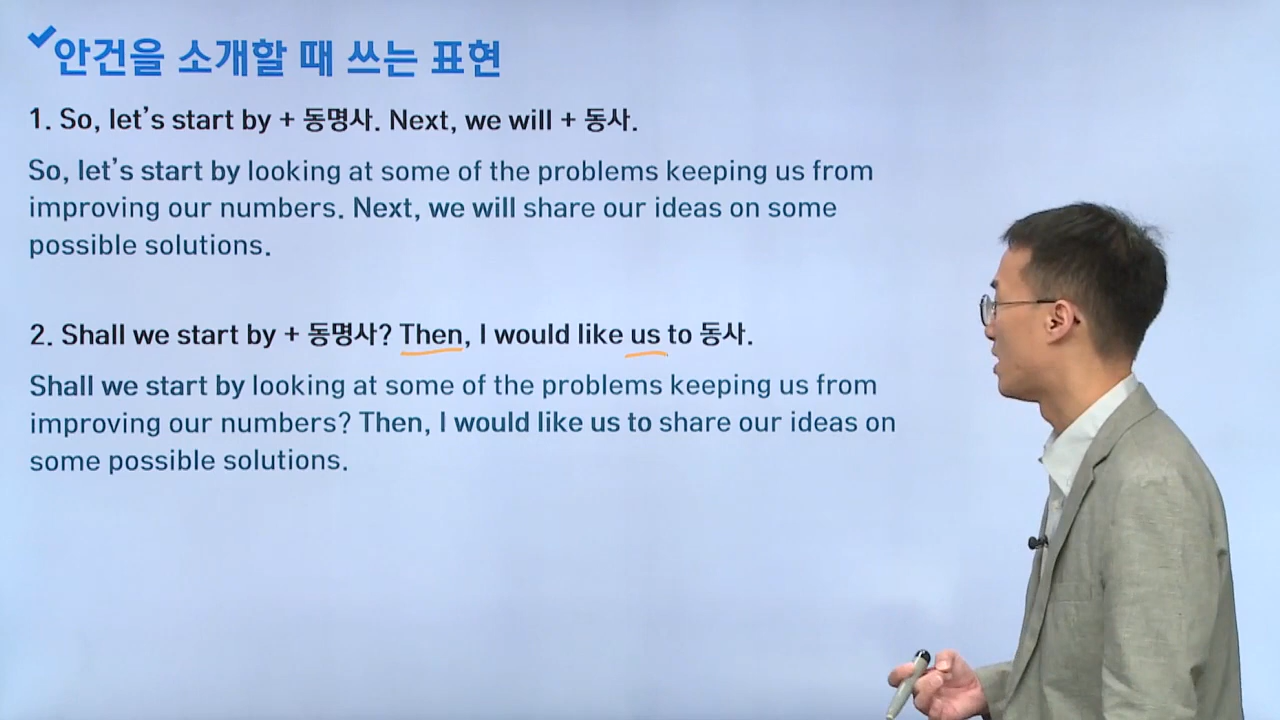 안건을 소개할 때 쓰는 표현
1. So, let's start by + 동명사. Next, we will + 동사.
So, let's start by looking at some of the problems keeping us from
improving our numbers. Next, we will share our ideas on some
possible solutions.
2. Shall we start by + 동명사? Then, I would like us to 동사.
Shall we start by looking at some of the problems keeping us from
improving our numbers? Then, I would like us to share our ideas on
some possible solutions.